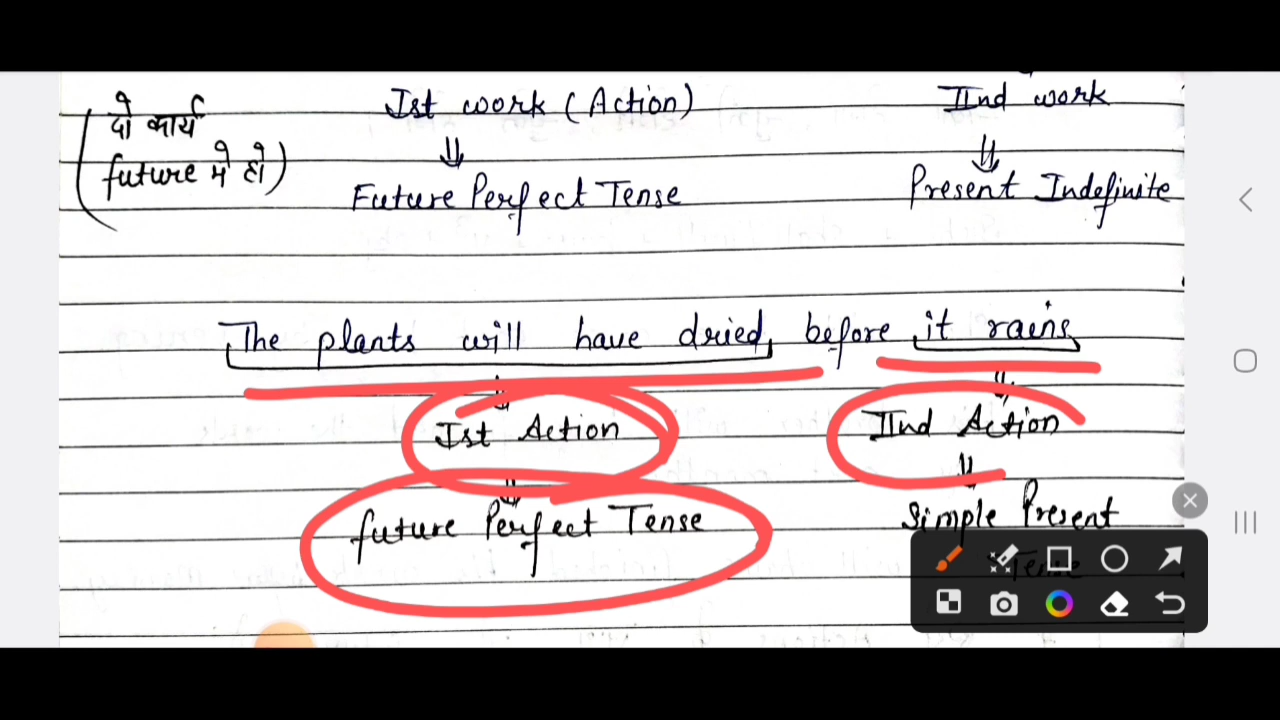 दो कार्य
future मे हो)
Ist work (Action)
IInd work
Future Perfect Tense
Present Indefinite
The plants will have dried before it rains
Ist Action
IInd Action
future Perfect Tense
Simple Present
Tense